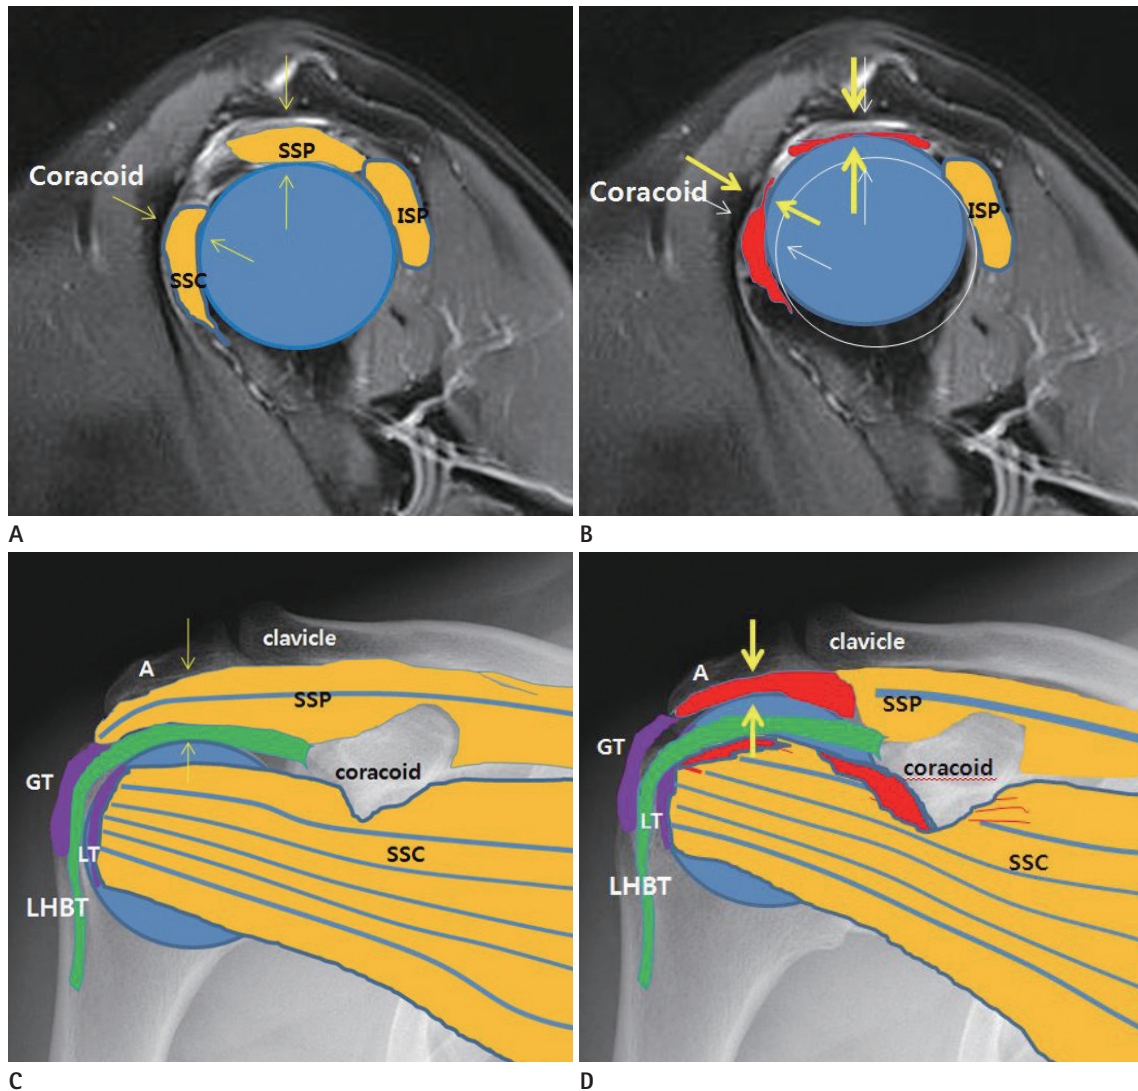 SSP
Coracoid
ISP
SSC
A
Coracoid
ISP
B
clavicle
A
SSP
coracoid
GT
LT
SSC
LHBT
C
clavicle
A
SSP
GT
coracoid
LT
SSC
LHBT
D